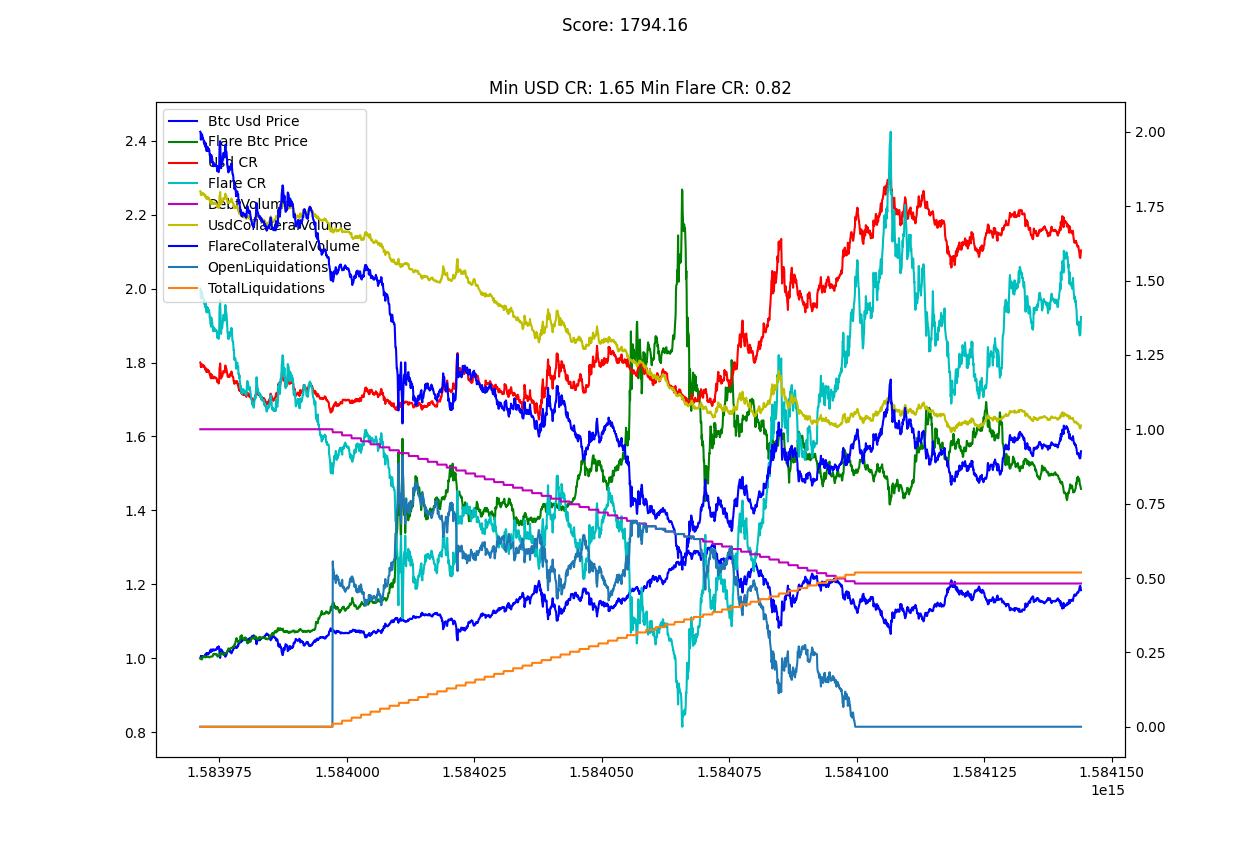 Score: 1794.16
Min USD CR: 1.65 Min Flare CR: 0.82
Btc Usd Price
Flare Btc Price
Usd CR
Flare CR
DebtVolume
UsdCollateralVolume
FlareCollateralVolume
OpenLiquidations
TotalLiquidations
2.4
2.2
2.0
1.8
1.6
1.4
1.2
1.0
0.8
2.00
1.75
1.50
1.25
1.00
0.75
0.50
0.25
0.00
1.583975
1.584000
1.584025
1.584050
1.584075
1.584100
1.584125
1.584150
1e15